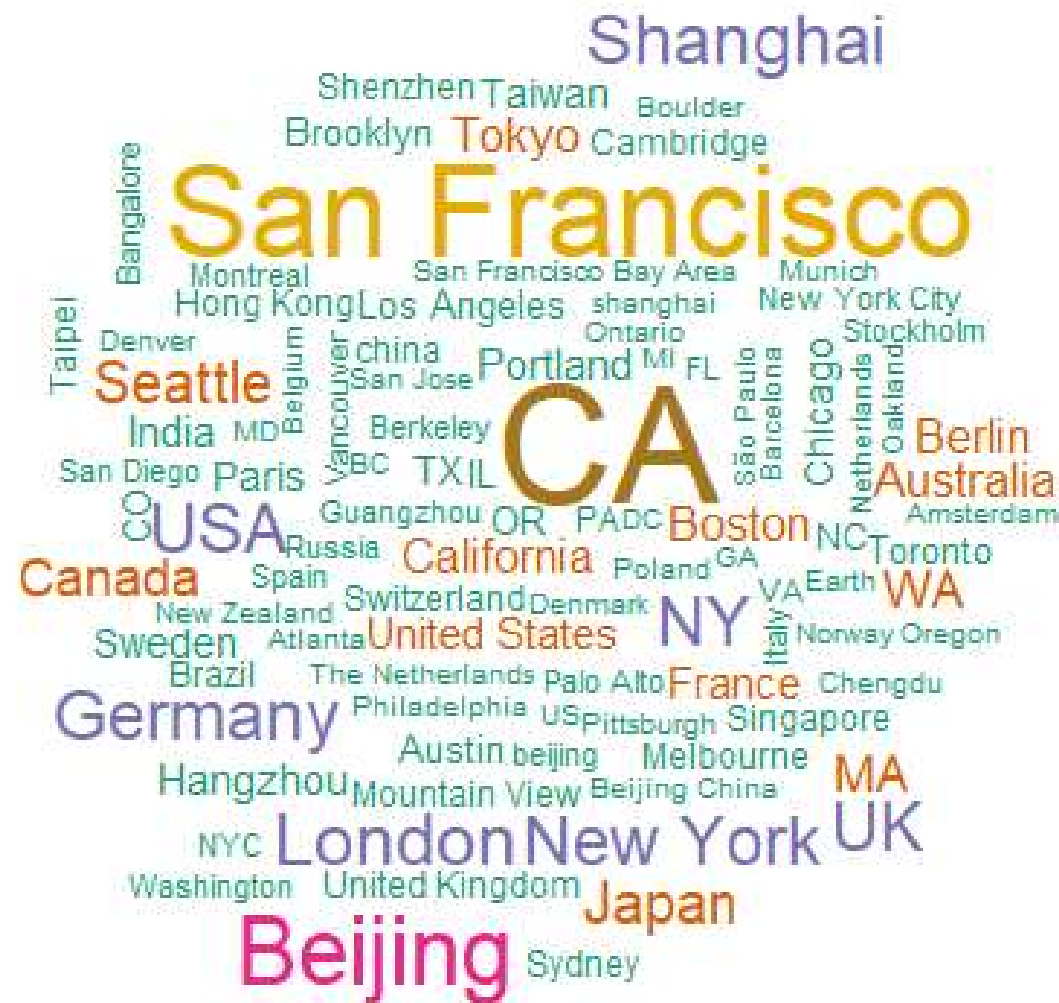 Shanghai
Shenzhen Taiwan Boulder
Brooklyn Tokyo Cambridge
Bangalore
San Francisco
Montreal San Francisco Bay Area Munich
Hong Kong Los Angeles shanghai New York City
Taipei
Denver
Belgium
Vancouver
china
Ontario
Stockholm
Seattle
San Jose
Portland
MI
FL
São Paulo
Barcelona
Chicago
Netherlands
Oakland
India
MD
Berkeley
CA
Berlin
San Diego Paris
BC
TX
IL
Australia
CO
USA
Guangzhou
OR
PA
DC
Boston
NC
Amsterdam
Toronto
Russia
California
Poland
GA
Canada
Spain
Switzerland
Denmark
NY
VA
Earth
WA
New Zealand
Sweden
Atlanta
United States
Italy
Norway
Oregon
Brazil
The Netherlands
Palo Alto
France
Chengdu
Germany
Philadelphia
US
Pittsburgh
Singapore
Austin
beijing
Melbourne
Hangzhou
Mountain View
Beijing China
MA
NYC
London
New York
UK
Washington
United Kingdom
Japan
Beijing
Sydney